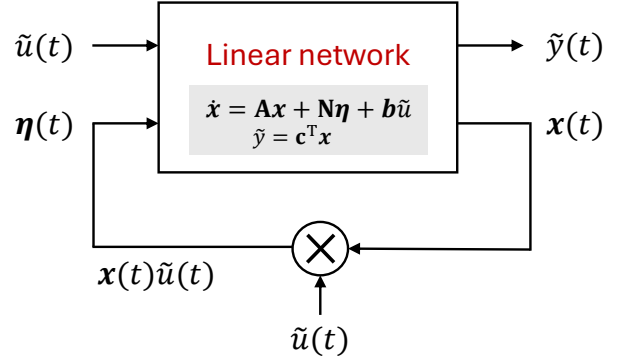 ũ(t)
Linear network
ỹ(t)
η(t)
ẋ = Ax + Nη + bũ
ỹ = cᵀx
x(t)
x(t)ũ(t)
ũ(t)